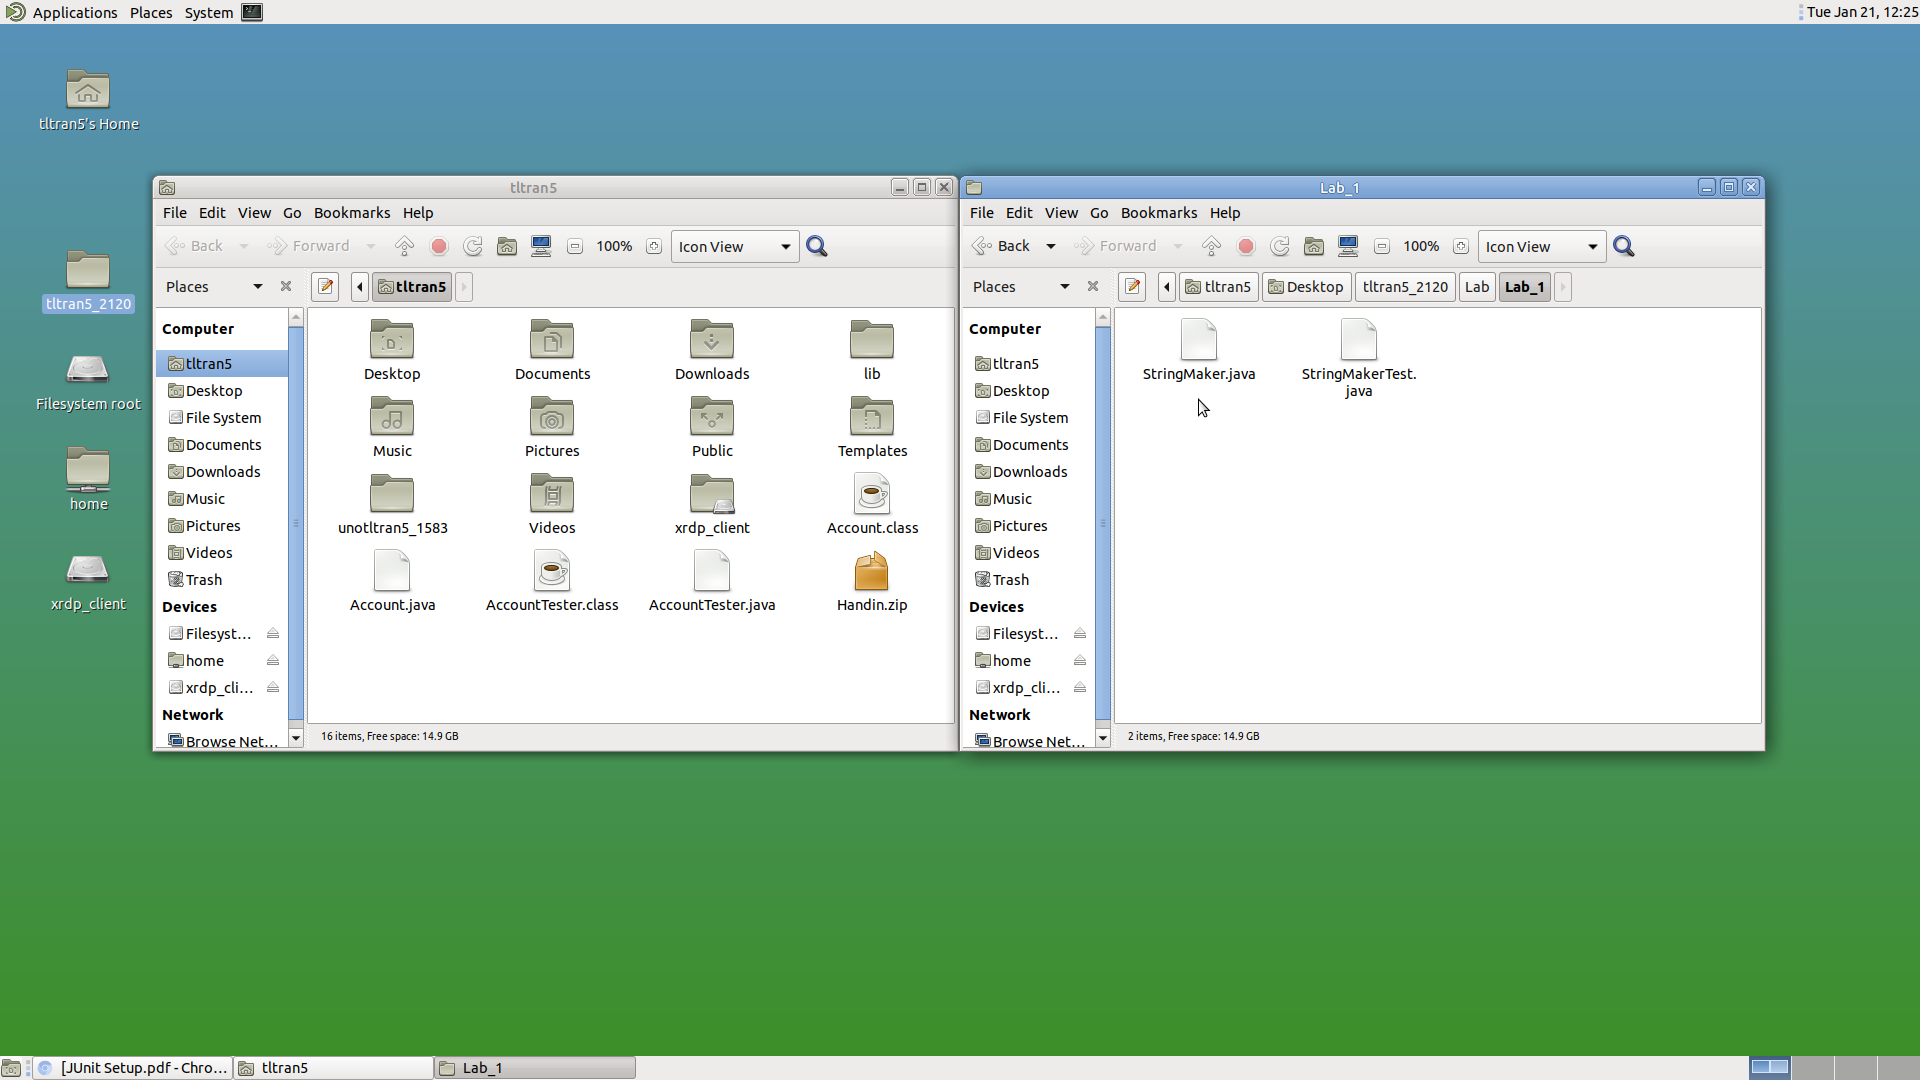 Applications Places System
Tue Jan 21, 12:25
tltran5's Home
tltran5_2120
Filesystem root
home
xrdp_client
tltran5
File Edit View Go Bookmarks Help
Back Forward 100% Icon View
Places tltran5
Computer
tltran5
Desktop
File System
Documents
Downloads
Music
Pictures
Videos
Trash
Devices
Filesyst...
home
xrdp_cli...
Network
Browse Net...
Desktop Documents Downloads lib
Music Pictures Public Templates
unotltran5_1583 Videos xrdp_client Account.class
Account.java AccountTester.class AccountTester.java Handin.zip
16 items, Free space: 14.9 GB
Lab_1
File Edit View Go Bookmarks Help
Back Forward 100% Icon View
Places tltran5 Desktop tltran5_2120 Lab Lab_1
Computer
tltran5
Desktop
File System
Documents
Downloads
Music
Pictures
Videos
Trash
Devices
Filesyst...
home
xrdp_cli...
Network
Browse Net...
StringMaker.java StringMakerTest.
java
2 items, Free space: 14.9 GB
[JUnit Setup.pdf - Chro... tltran5 Lab_1